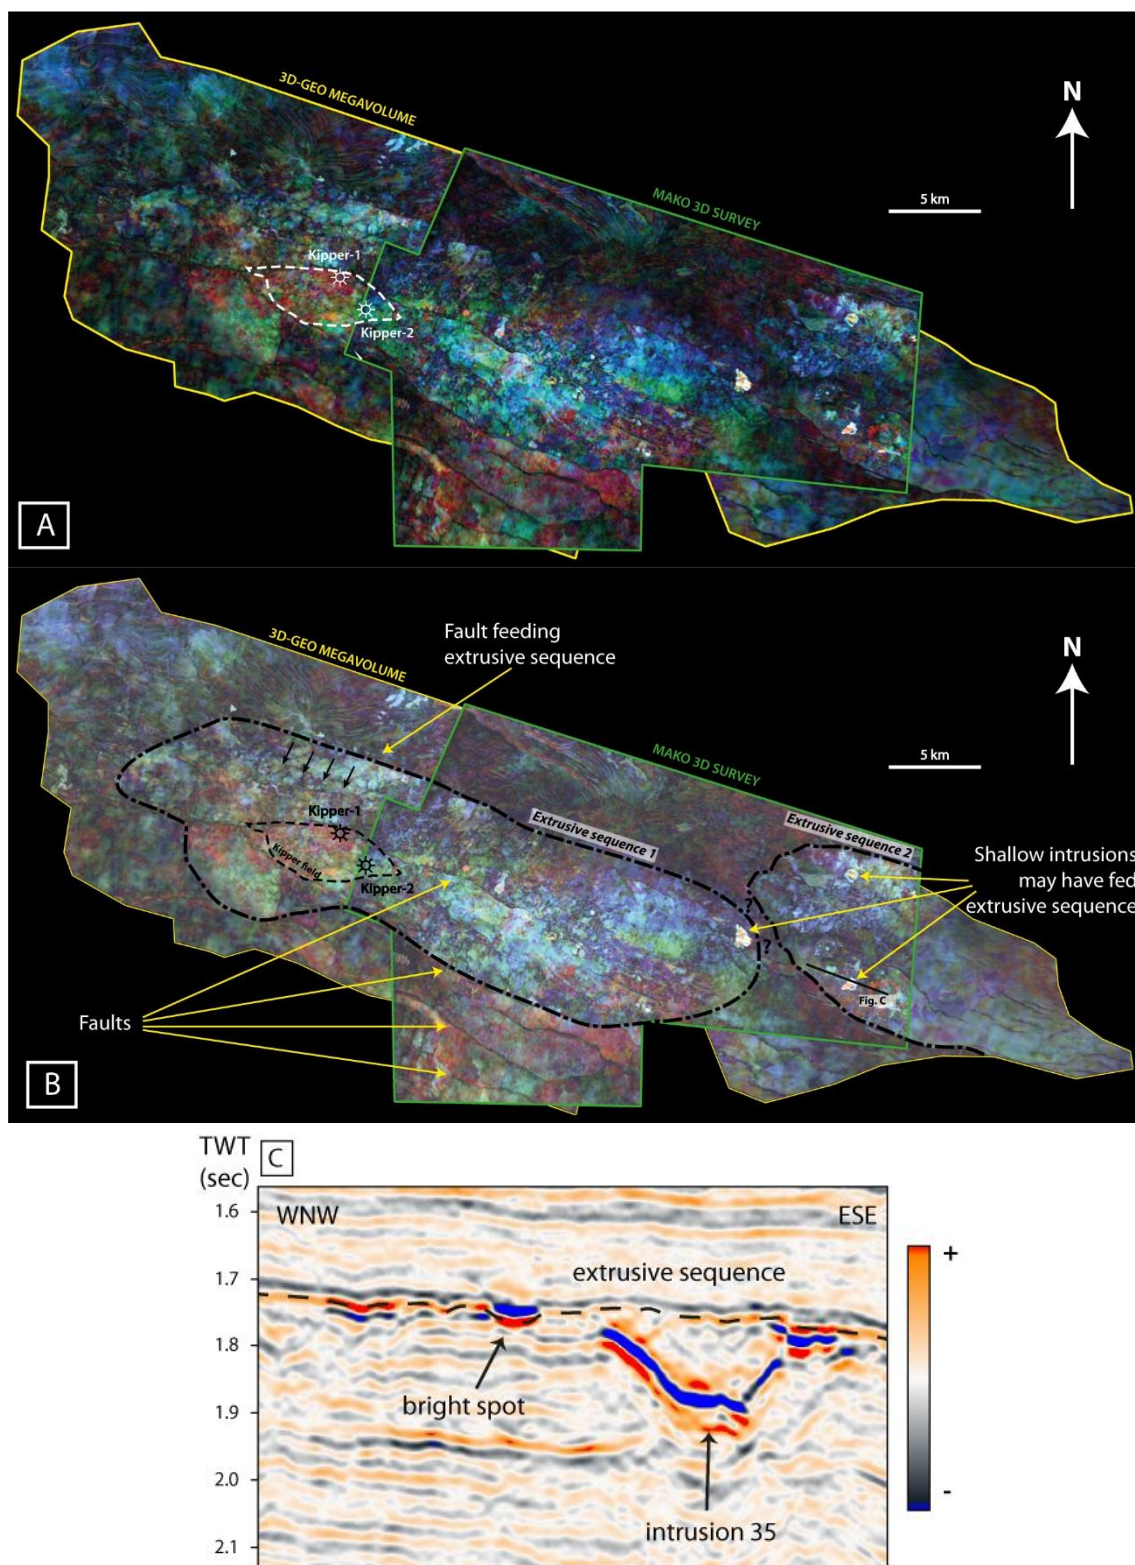 3D-GEO MEGAVOLUME
N
MAKO 3D SURVEY
5 km
Kipper-1
Kipper-2
A
Fault feeding
extrusive sequence
3D-GEO MEGAVOLUME
N
MAKO 3D SURVEY
5 km
Kipper-1
Extrusive sequence 1
Extrusive sequence 2
Kipper field
Kipper-2
Shallow intrusions
may have fed
extrusive sequence
?
?
Fig. C
Faults
B
TWT
(sec)
C
WNW
ESE
1.6
1.7
1.8
1.9
2.0
2.1
extrusive sequence
bright spot
intrusion 35
+
-